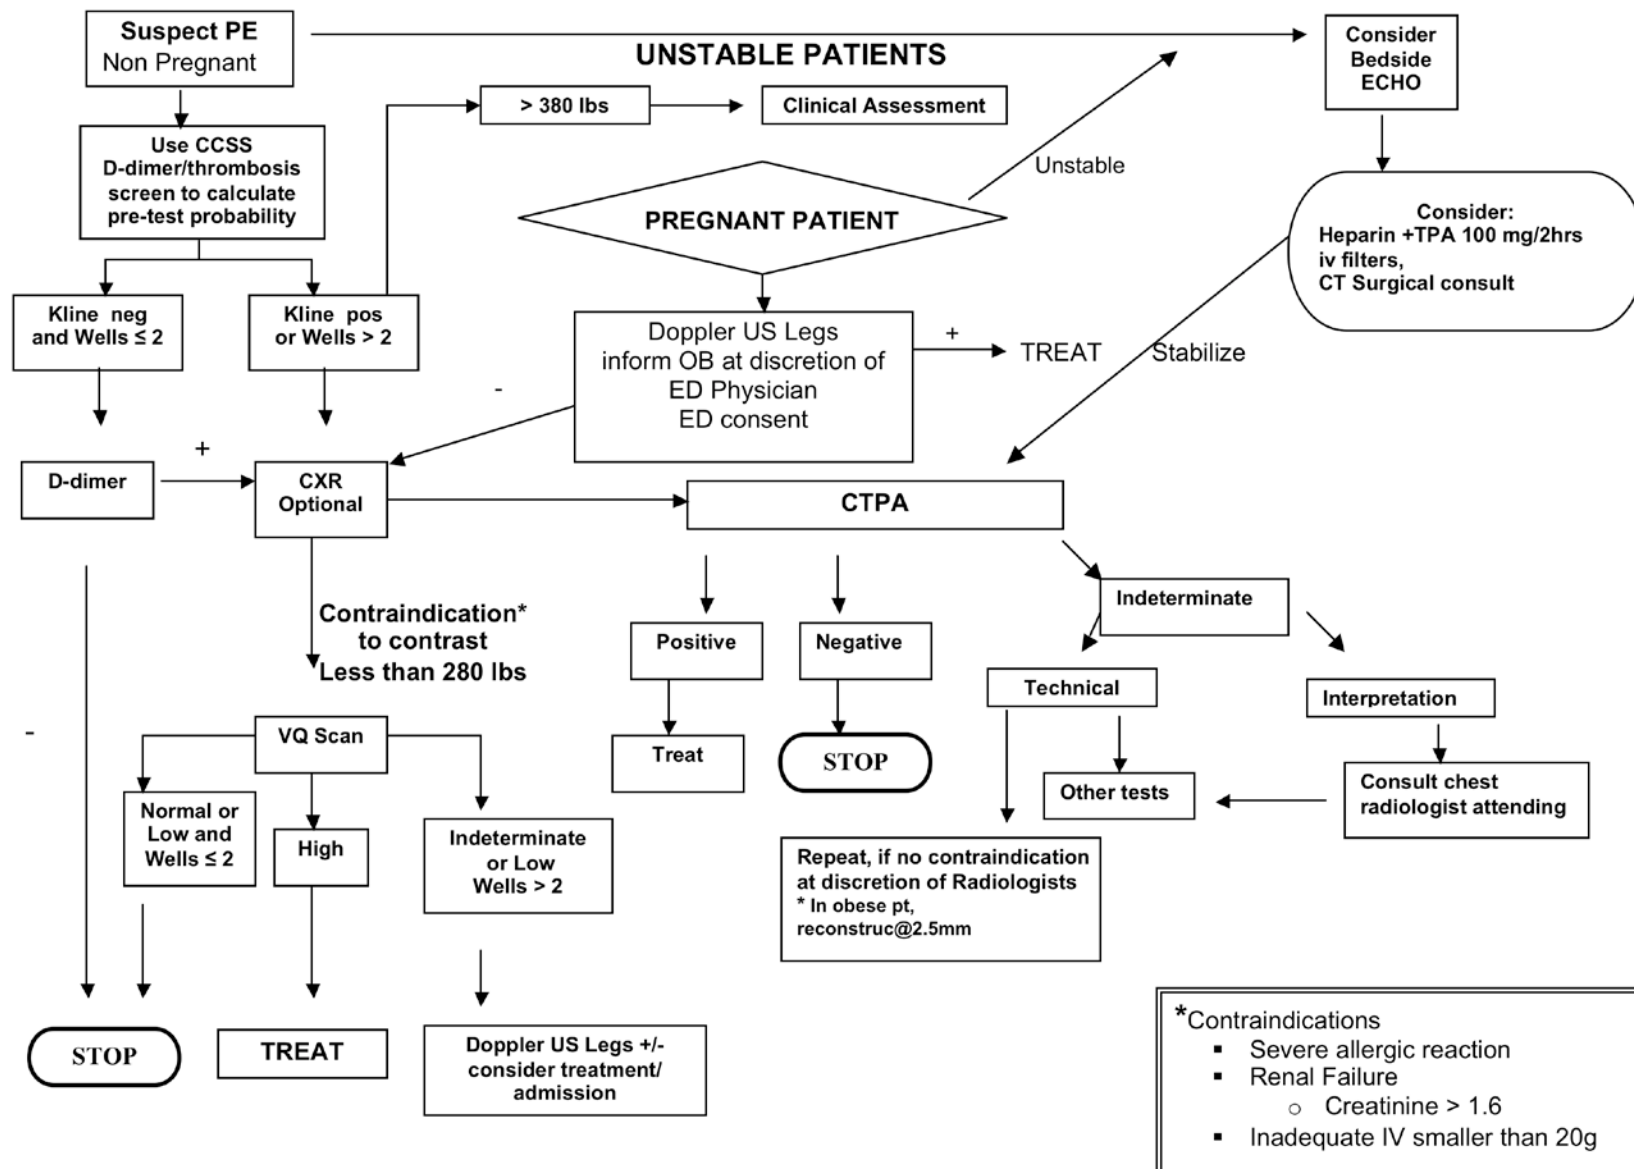 Suspect PE
Non Pregnant
UNSTABLE PATIENTS
Consider
Bedside
ECHO
> 380 lbs
Clinical Assessment
Use CCSS
D-dimer/thrombosis
screen to calculate
pre-test probability
Unstable
PREGNANT PATIENT
Consider:
Heparin +TPA 100 mg/2hrs
iv filters,
CT Surgical consult
Kline neg
and Wells ≤ 2
Kline pos
or Wells > 2
Doppler US Legs
inform OB at discretion of
ED Physician
ED consent
+
TREAT
Stabilize
-
+
D-dimer
CXR
Optional
CTPA
Contraindication*
to contrast
Less than 280 lbs
Positive
Negative
Indeterminate
Technical
Interpretation
-
VQ Scan
Treat
STOP
Other tests
Consult chest
radiologist attending
Normal or
Low and
Wells ≤ 2
High
Indeterminate
or Low
Wells > 2
Repeat, if no contraindication
at discretion of Radiologists
* In obese pt,
reconstruc@2.5mm
STOP
TREAT
Doppler US Legs +/-
consider treatment/
admission
*Contraindications
▪ Severe allergic reaction
▪ Renal Failure
o Creatinine > 1.6
▪ Inadequate IV smaller than 20g